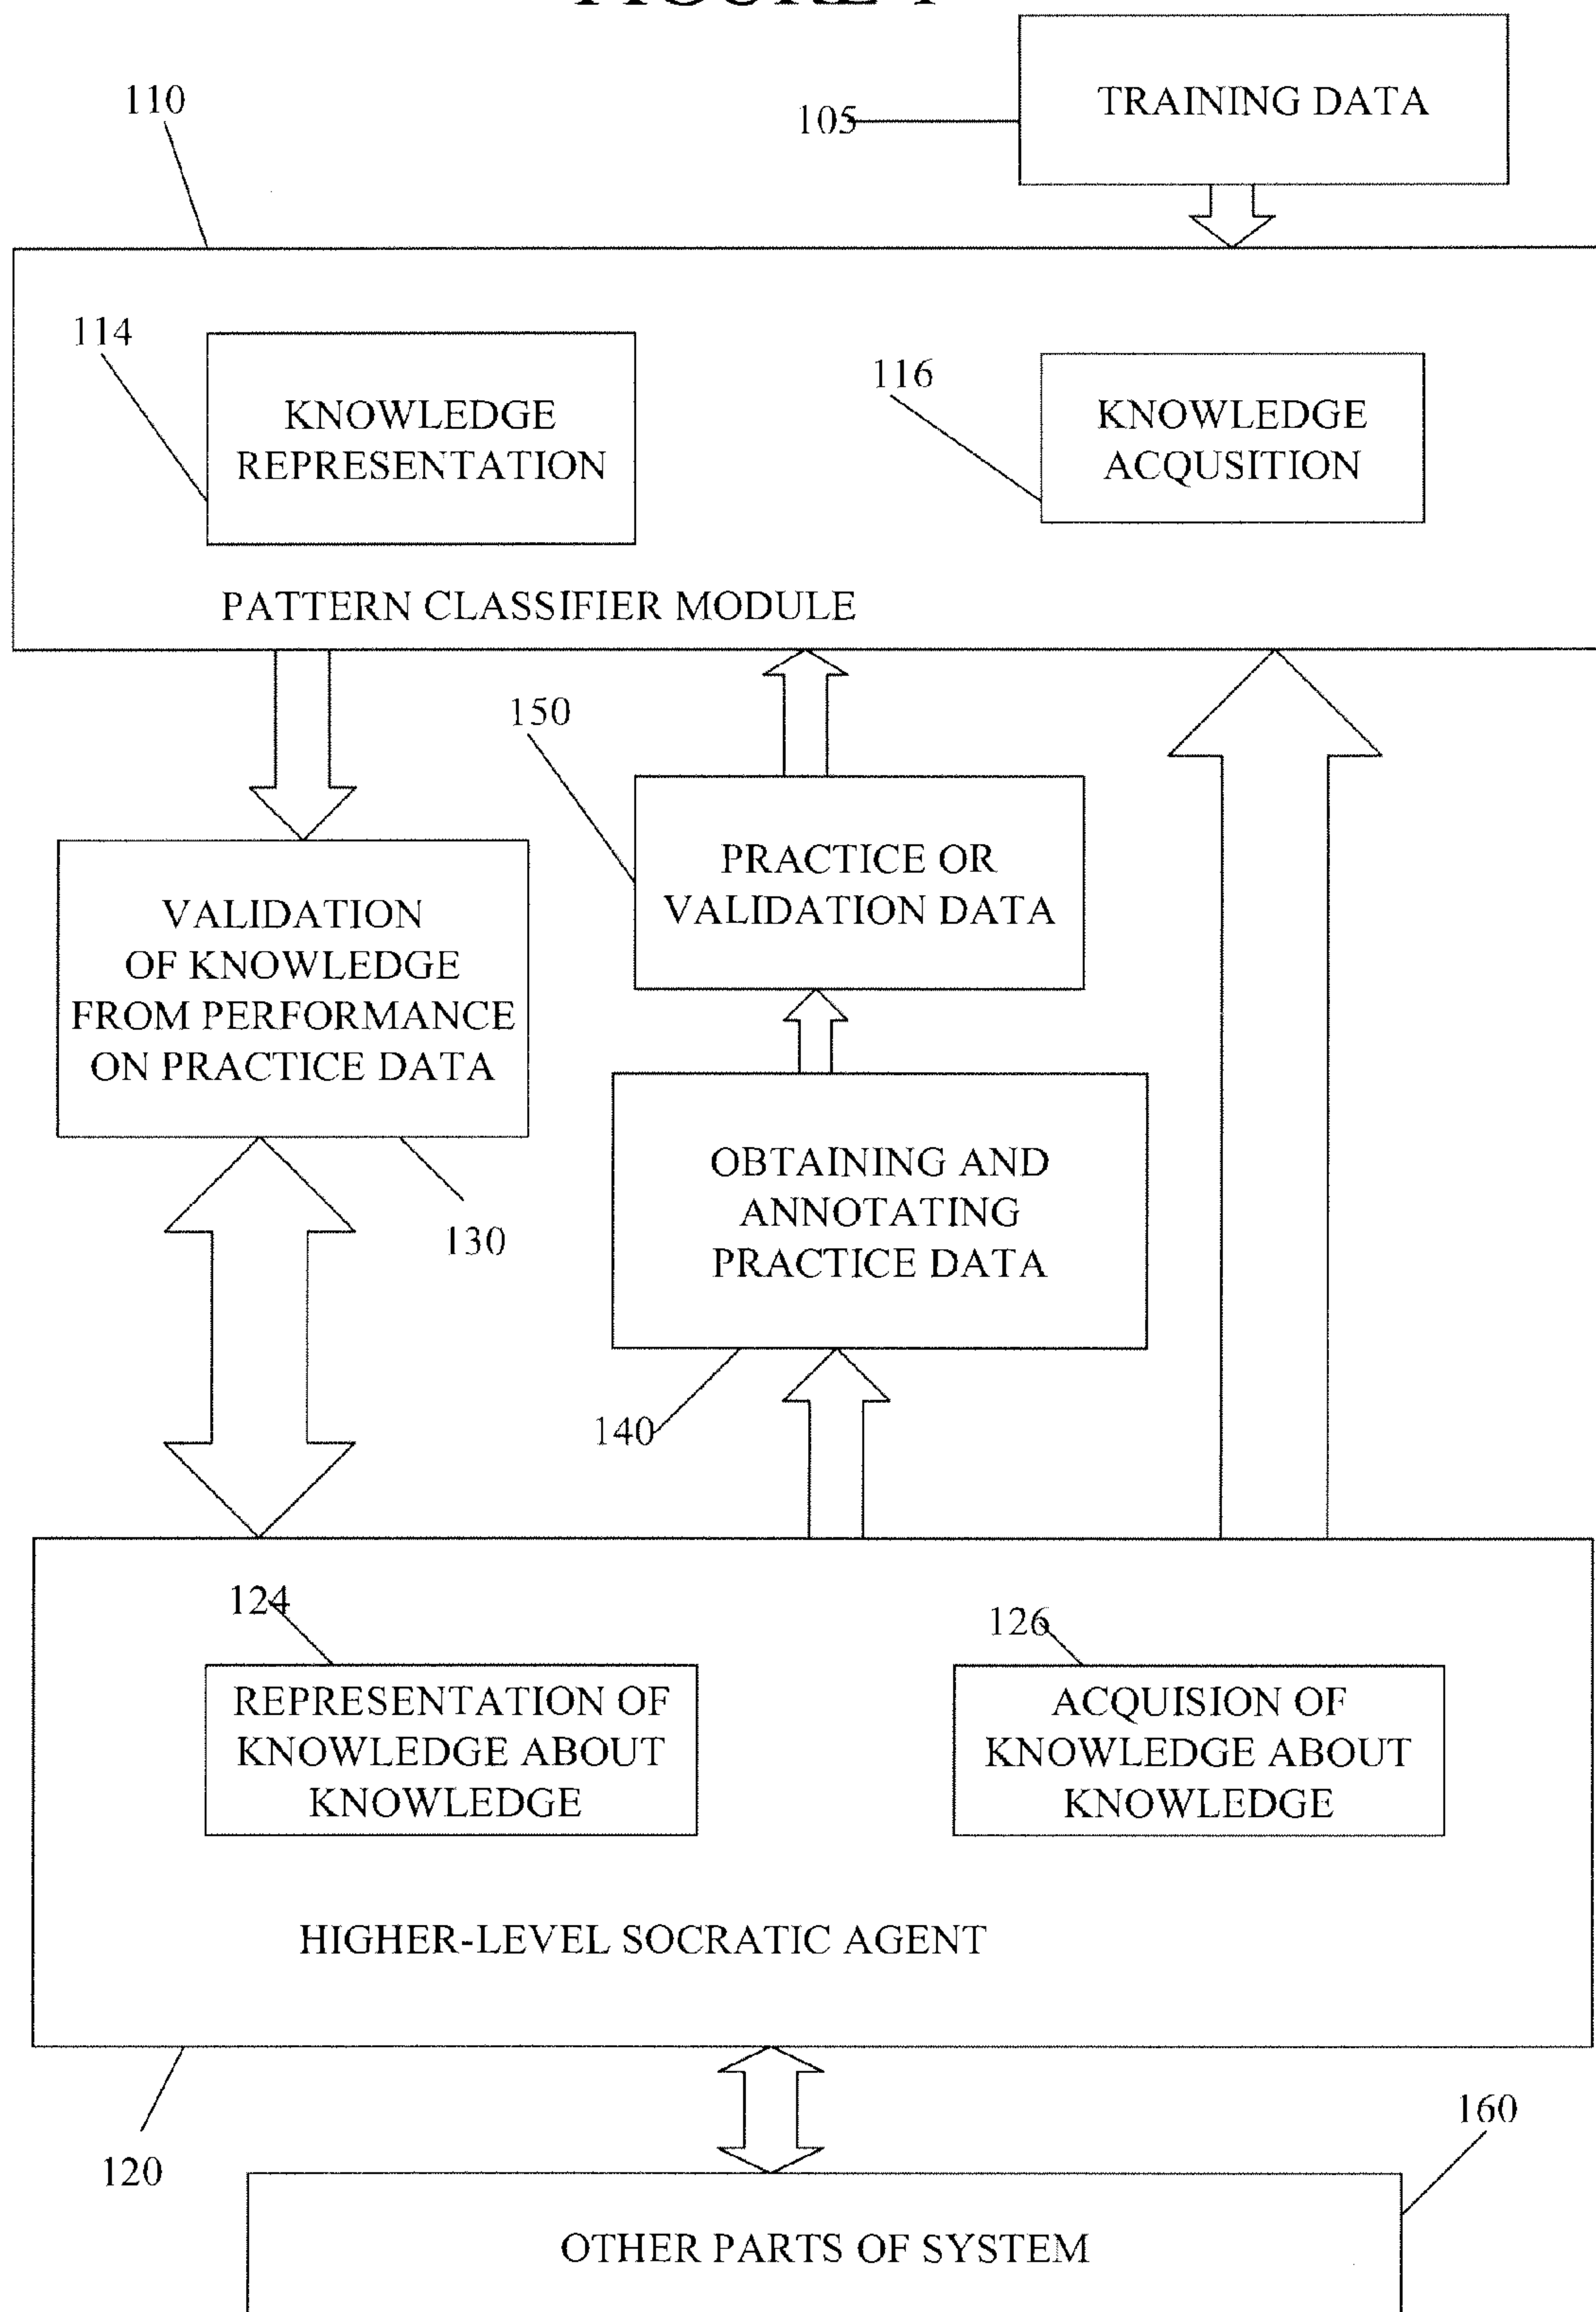 TRAINING DATA
105
110
114
KNOWLEDGE
REPRESENTATION
116
KNOWLEDGE
ACQUSITION
PATTERN CLASSIFIER MODULE
150
PRACTICE OR
VALIDATION DATA
VALIDATION
OF KNOWLEDGE
FROM PERFORMANCE
ON PRACTICE DATA
130
OBTAINING AND
ANNOTATING
PRACTICE DATA
140
124
REPRESENTATION OF
KNOWLEDGE ABOUT
KNOWLEDGE
126
ACQUISION OF
KNOWLEDGE ABOUT
KNOWLEDGE
HIGHER-LEVEL SOCRATIC AGENT
120
160
OTHER PARTS OF SYSTEM